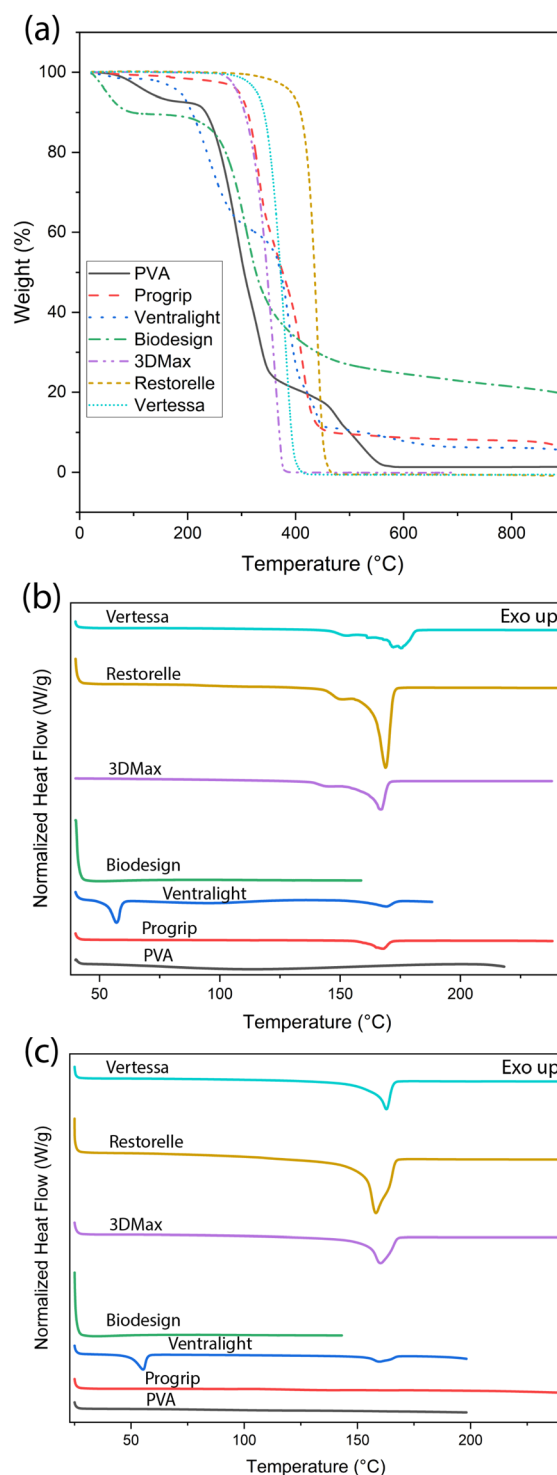 (a)
100
80
60
40
20
0
Weight (%)
PVA
Progrip
Ventralight
Biodesign
3DMax
Restorelle
Vertessa
0 200 400 600 800
Temperature (°C)
(b)
Exo up
Vertessa
Restorelle
3DMax
Biodesign
Ventralight
Progrip
PVA
Normalized Heat Flow (W/g)
50 100 150 200
Temperature (°C)
(c)
Exo up
Vertessa
Restorelle
3DMax
Biodesign
Ventralight
Progrip
PVA
Normalized Heat Flow (W/g)
50 100 150 200
Temperature (°C)